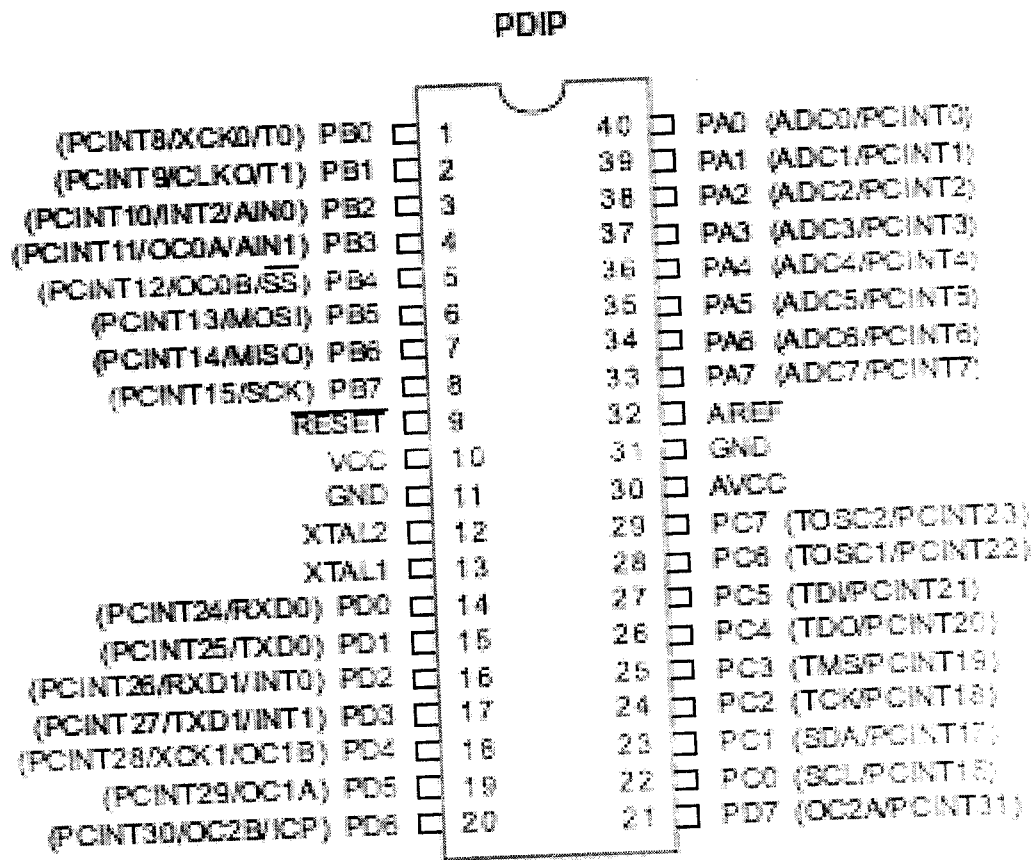 PDIP
(PCINT8/XCK0/T0) PB0 1
(PCINT9/CLKO/T1) PB1 2
(PCINT10/INT2/AIN0) PB2 3
(PCINT11/OC0A/AIN1) PB3 4
(PCINT12/OC0B/SS) PB4 5
(PCINT13/MOSI) PB5 6
(PCINT14/MISO) PB6 7
(PCINT15/SCK) PB7 8
RESET 9
VCC 10
GND 11
XTAL2 12
XTAL1 13
(PCINT24/RXD0) PD0 14
(PCINT25/TXD0) PD1 15
(PCINT26/RXD1/INT0) PD2 16
(PCINT27/TXD1/INT1) PD3 17
(PCINT28/XCK1/OC1B) PD4 18
(PCINT29/OC1A) PD5 19
(PCINT30/OC2B/ICP) PD6 20
40 PA0 (ADC0/PCINT0)
39 PA1 (ADC1/PCINT1)
38 PA2 (ADC2/PCINT2)
37 PA3 (ADC3/PCINT3)
36 PA4 (ADC4/PCINT4)
35 PA5 (ADC5/PCINT5)
34 PA6 (ADC6/PCINT6)
33 PA7 (ADC7/PCINT7)
32 AREF
31 GND
30 AVCC
29 PC7 (TOSC2/PCINT23)
28 PC6 (TOSC1/PCINT22)
27 PC5 (TDI/PCINT21)
26 PC4 (TDO/PCINT20)
25 PC3 (TMS/PCINT19)
24 PC2 (TCK/PCINT18)
23 PC1 (SDA/PCINT17)
22 PC0 (SCL/PCINT16)
21 PD7 (OC2A/PCINT31)